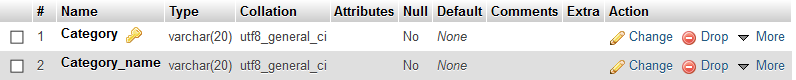 # Name Type Collation Attributes Null Default Comments Extra Action
1 Category varchar(20) utf8_general_ci No None Change Drop More
2 Category_name varchar(20) utf8_general_ci No None Change Drop More